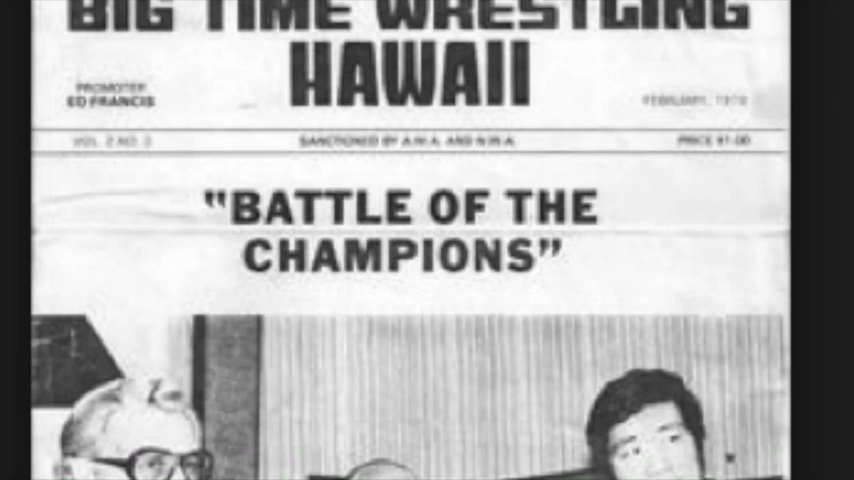 BIG TIME WRESTLING
HAWAII
PROMOTER
ED FRANCIS
FEBRUARY,
VOL. 2 NO.
SANCTIONED BY A.W.A. AND N.W.A.
PRICE $1.00
"BATTLE OF THE
CHAMPIONS"